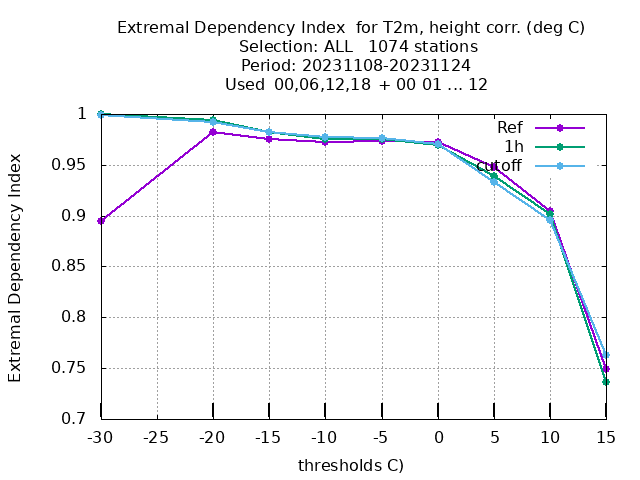 Extremal Dependency Index  for T2m, height corr. (deg C)
Selection: ALL   1074 stations
Period: 20231108-20231124
Used  00,06,12,18  + 00 01 ... 12
Extremal Dependency Index
1
0.95
0.9
0.85
0.8
0.75
0.7
Ref
1h
cutoff
-30 -25 -20 -15 -10 -5 0 5 10 15
thresholds C)